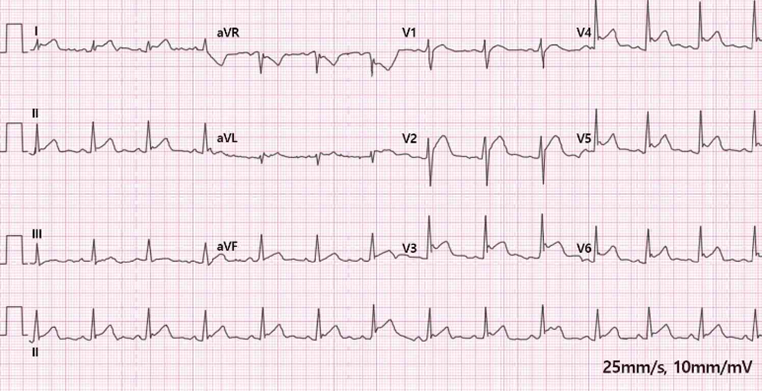 I
aVR
V1
V4
II
aVL
V2
V5
III
aVF
V3
V6
II
25mm/s, 10mm/mV